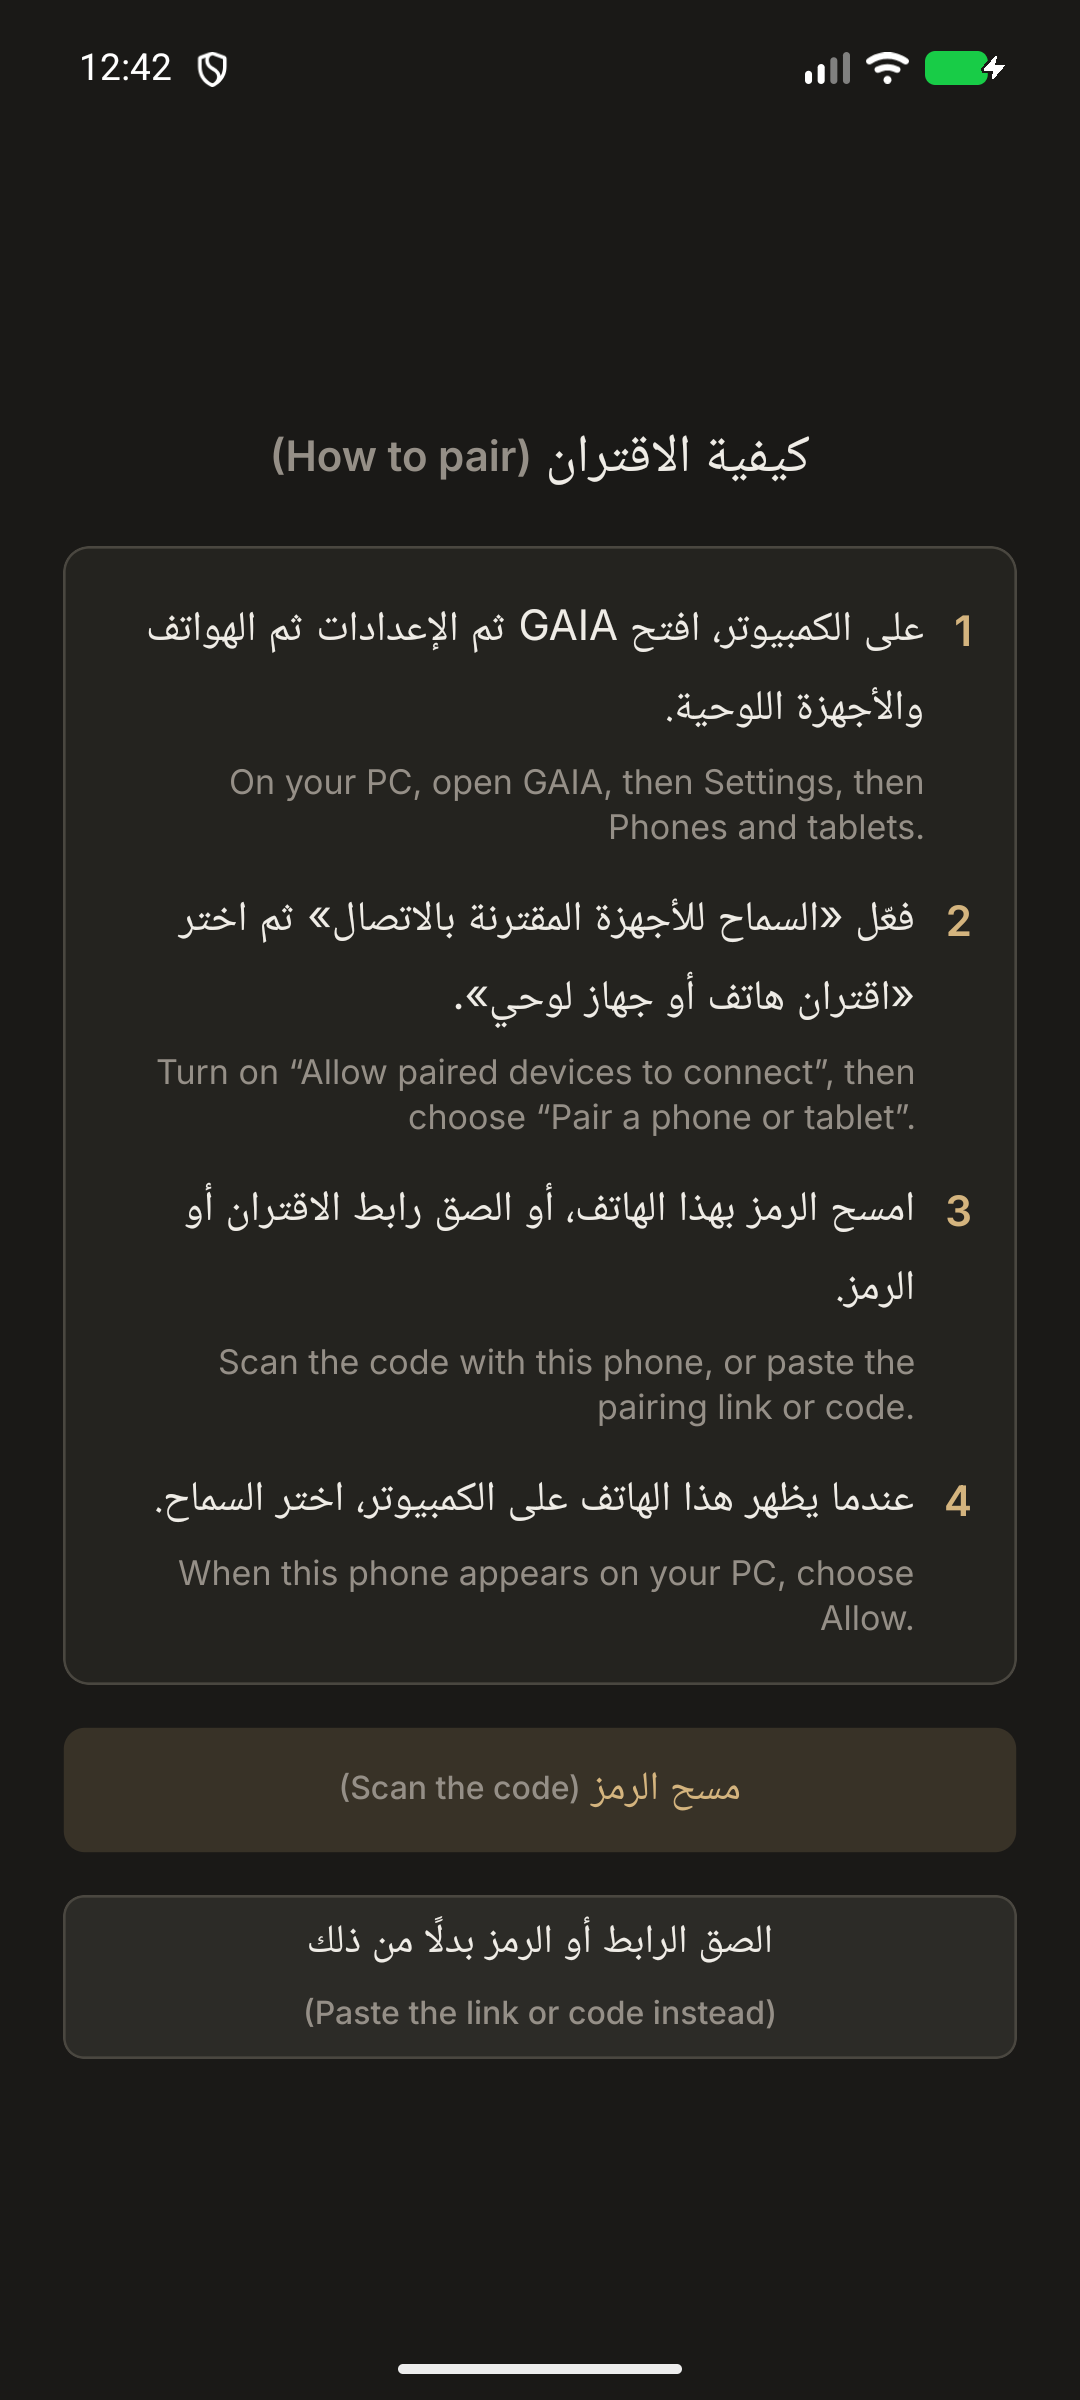 12:42
كيفية الاقتران (How to pair)
1 على الكمبيوتر، افتح GAIA ثم الإعدادات ثم الهواتف
والأجهزة اللوحية.
On your PC, open GAIA, then Settings, then
Phones and tablets.
2 فعّل «السماح للأجهزة المقترنة بالاتصال» ثم اختر
«اقتران هاتف أو جهاز لوحي».
Turn on “Allow paired devices to connect”, then
choose “Pair a phone or tablet”.
3 امسح الرمز بهذا الهاتف، أو الصق رابط الاقتران أو
الرمز.
Scan the code with this phone, or paste the
pairing link or code.
4 عندما يظهر هذا الهاتف على الكمبيوتر، اختر السماح.
When this phone appears on your PC, choose
Allow.
مسح الرمز (Scan the code)
الصق الرابط أو الرمز بدلًا من ذلك
(Paste the link or code instead)